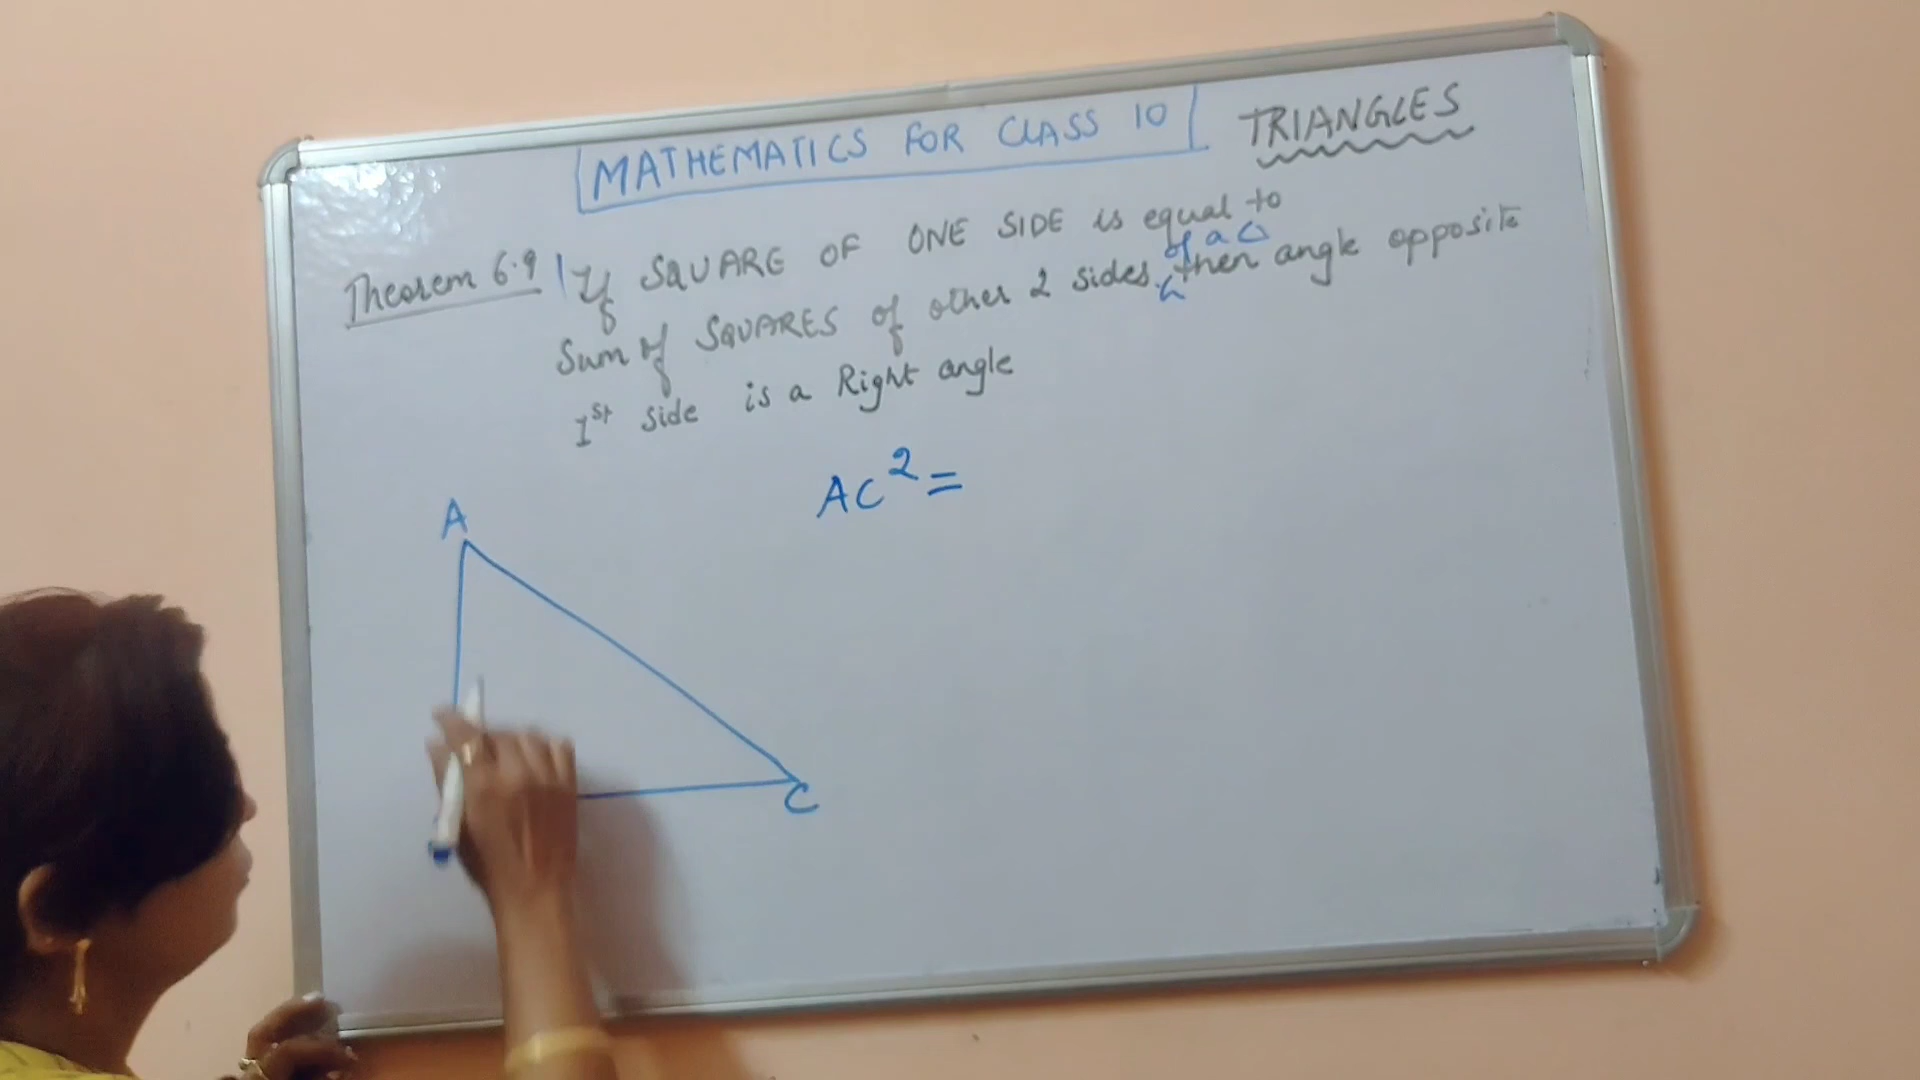 MATHEMATICS FOR CLASS 10 TRIANGLES
Theorem 6.9 If SQUARE OF ONE SIDE is equal to
of a △
Sum of SQUARES of other 2 sides, then angle opposite
1st side is a Right angle
AC² =
A
C